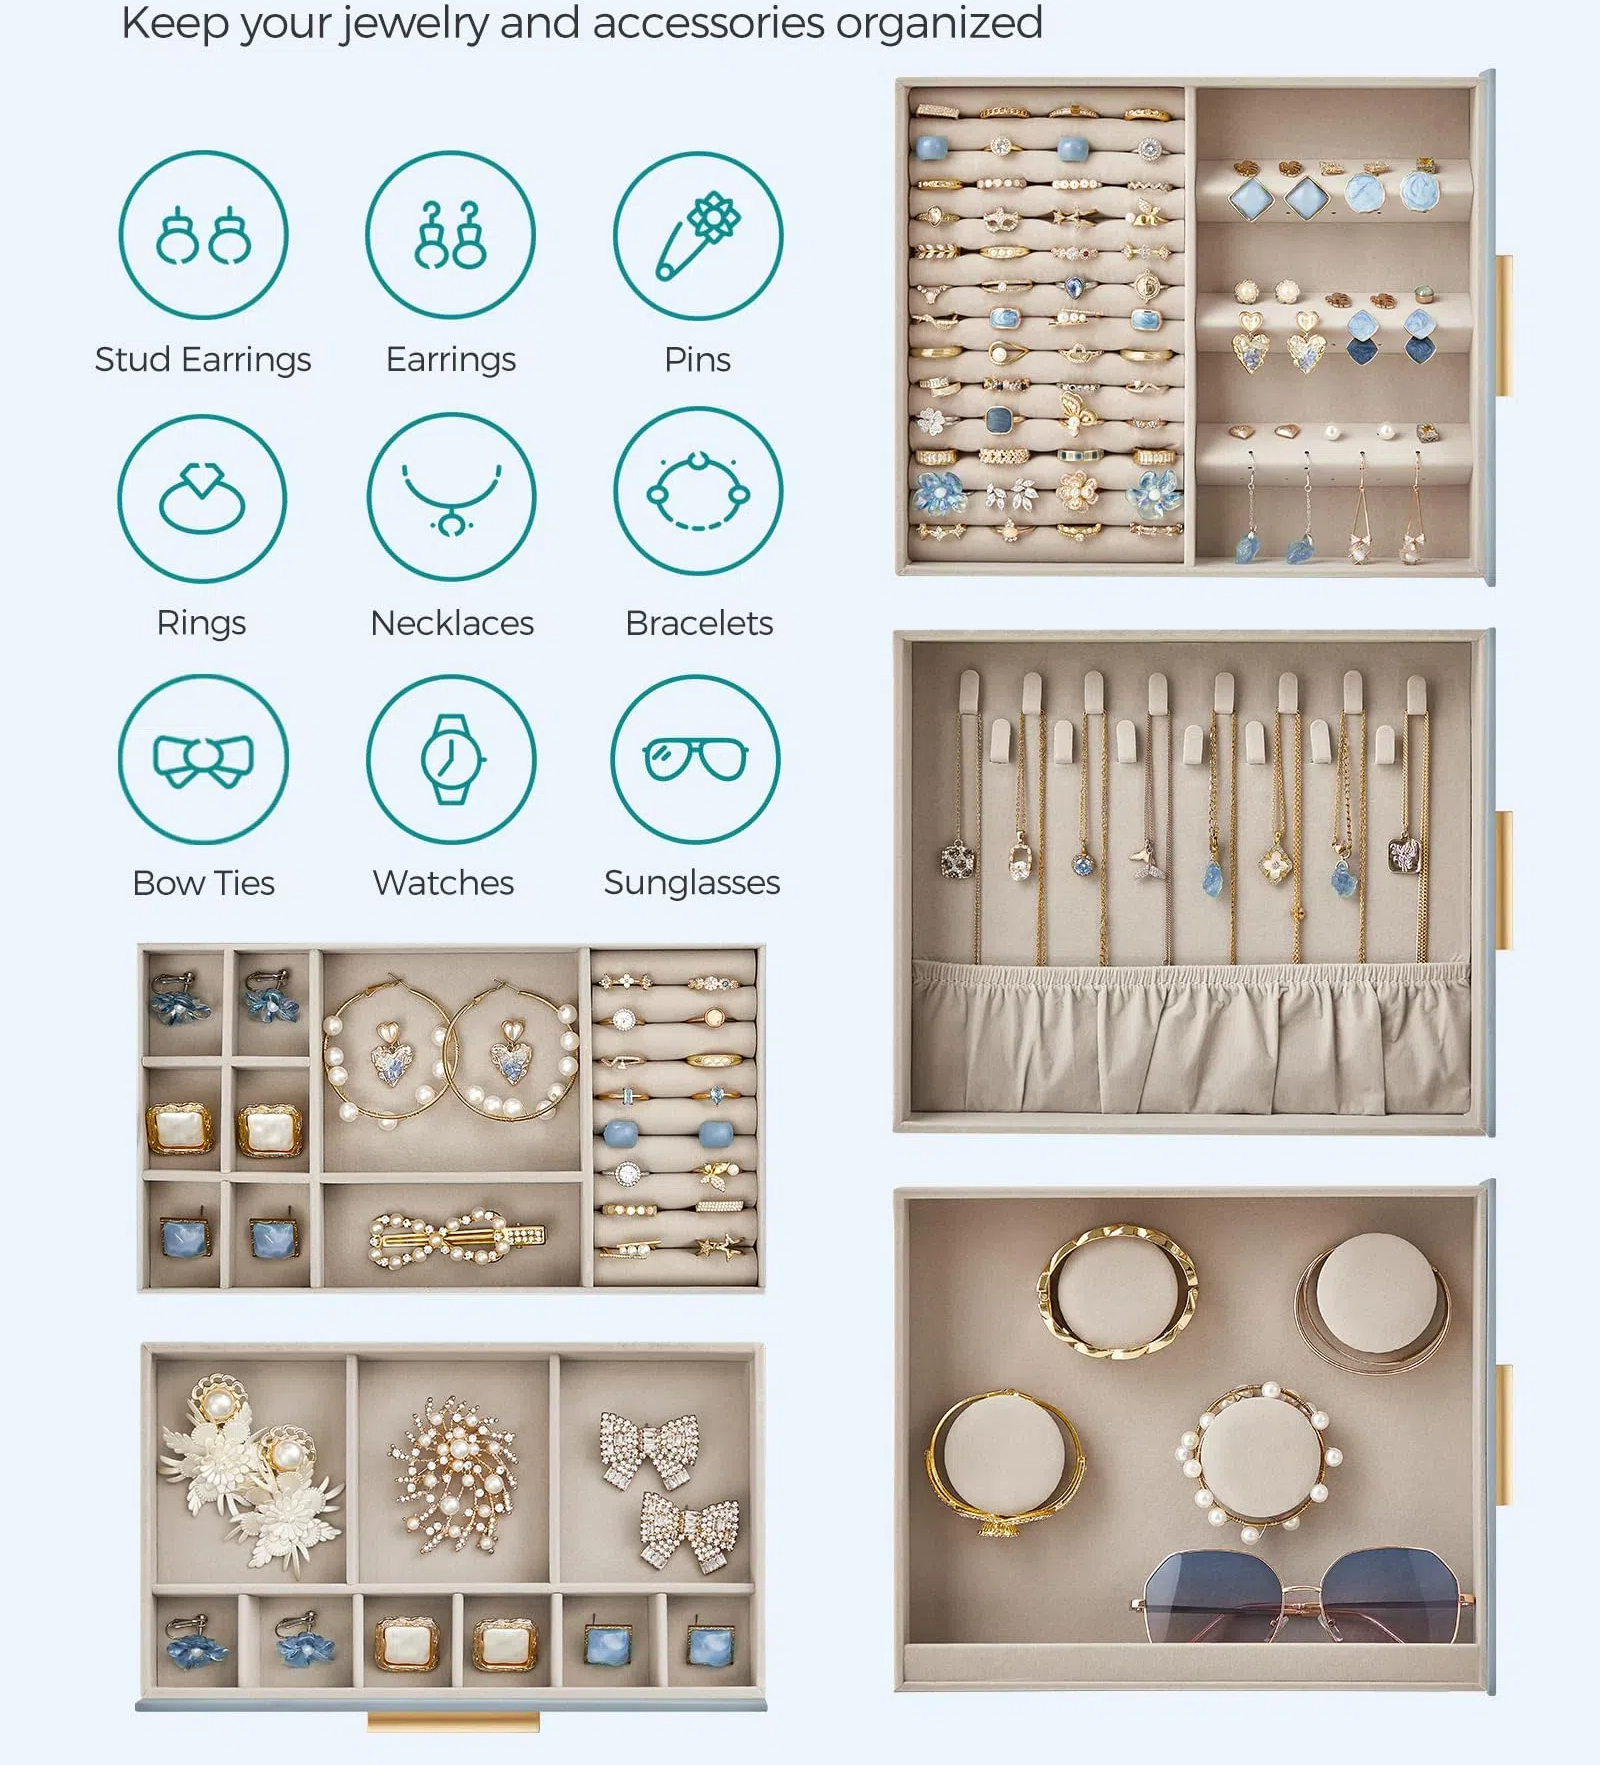 Keep your jewelry and accessories organized
Stud Earrings
Earrings
Pins
Rings
Necklaces
Bracelets
Bow Ties
Watches
Sunglasses